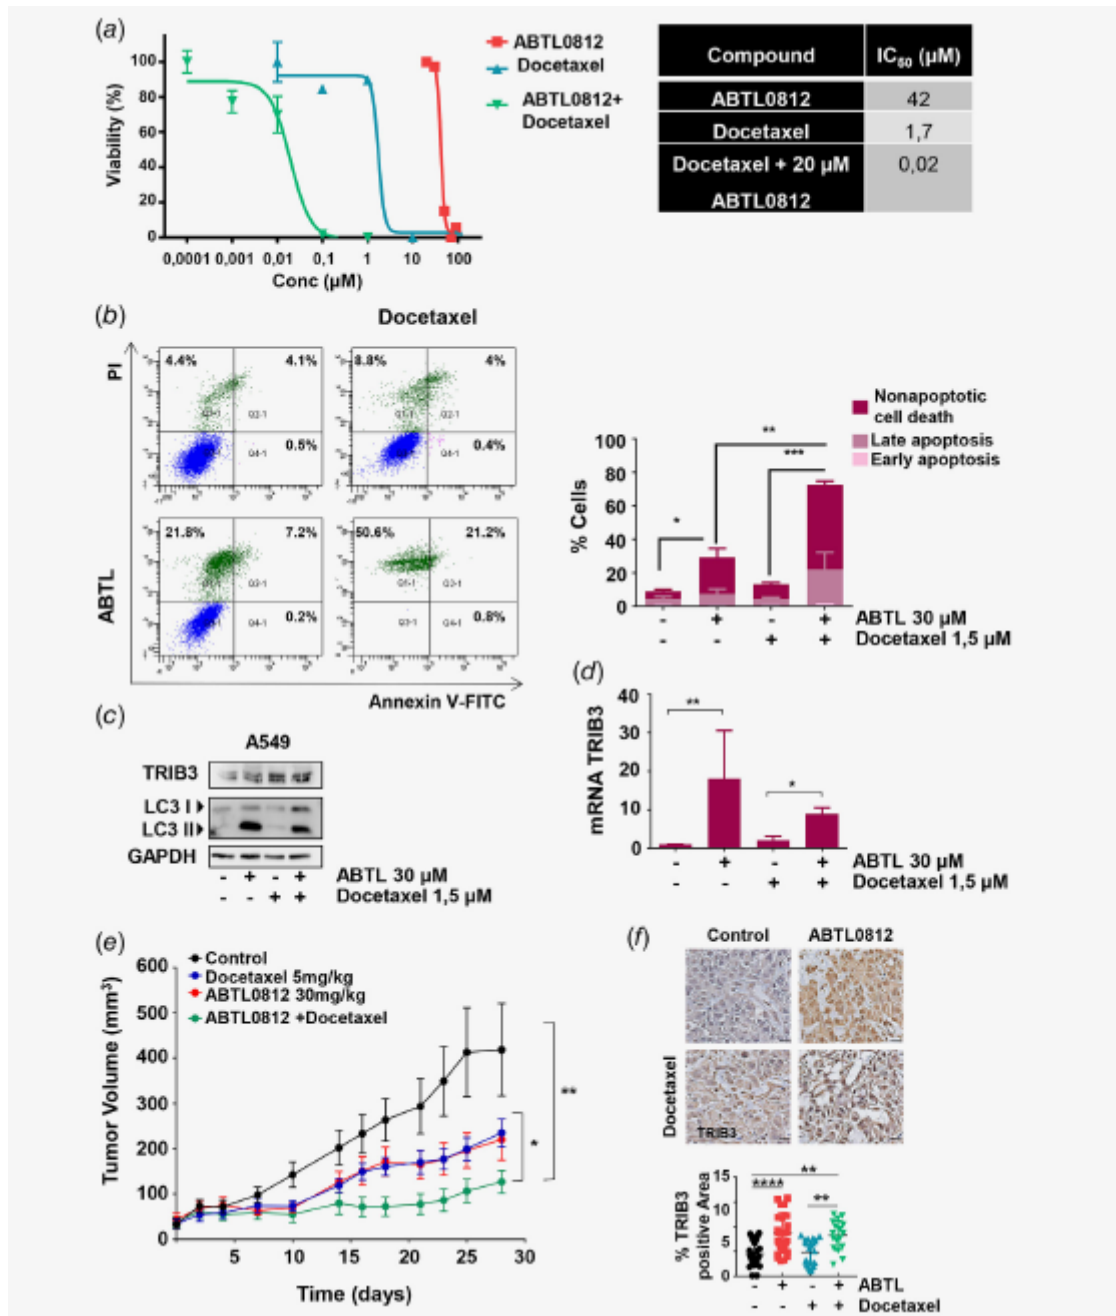 (a)
ABTL0812
Docetaxel
ABTL0812+
Docetaxel
Viability (%)
100
80
60
40
20
0
0,0001 0,001 0,01 0,1 1 10 100
Conc (µM)
Compound IC50 (µM)
ABTL0812 42
Docetaxel 1,7
Docetaxel + 20 µM 0,02
ABTL0812
(b)
Docetaxel
PI
4.4% 4.1%
0.5%
8.8% 4%
0.4%
ABTL
21.8% 7.2%
0.2%
50.6% 21.2%
0.8%
Annexin V-FITC
Nonapoptotic
cell death
Late apoptosis
Early apoptosis
% Cells
100
80
60
40
20
0
** 
***
*
- + - + ABTL 30 µM
- - + + Docetaxel 1,5 µM
(c)
A549
TRIB3
LC3 I
LC3 II
GAPDH
- + - + ABTL 30 µM
- - + + Docetaxel 1,5 µM
(d)
mRNA TRIB3
40
30
20
10
0
**
*
- + - + ABTL 30 µM
- - + + Docetaxel 1,5 µM
(e)
Control
Docetaxel 5mg/kg
ABTL0812 30mg/kg
ABTL0812 +Docetaxel
Tumor Volume (mm³)
600
500
400
300
200
100
0
**
*
5 10 15 20 25 30
Time (days)
(f)
Control ABTL0812
Docetaxel
TRIB3
% TRIB3
positive Area
15
10
5
0
**
**** **
- + - + ABTL
- - + + Docetaxel